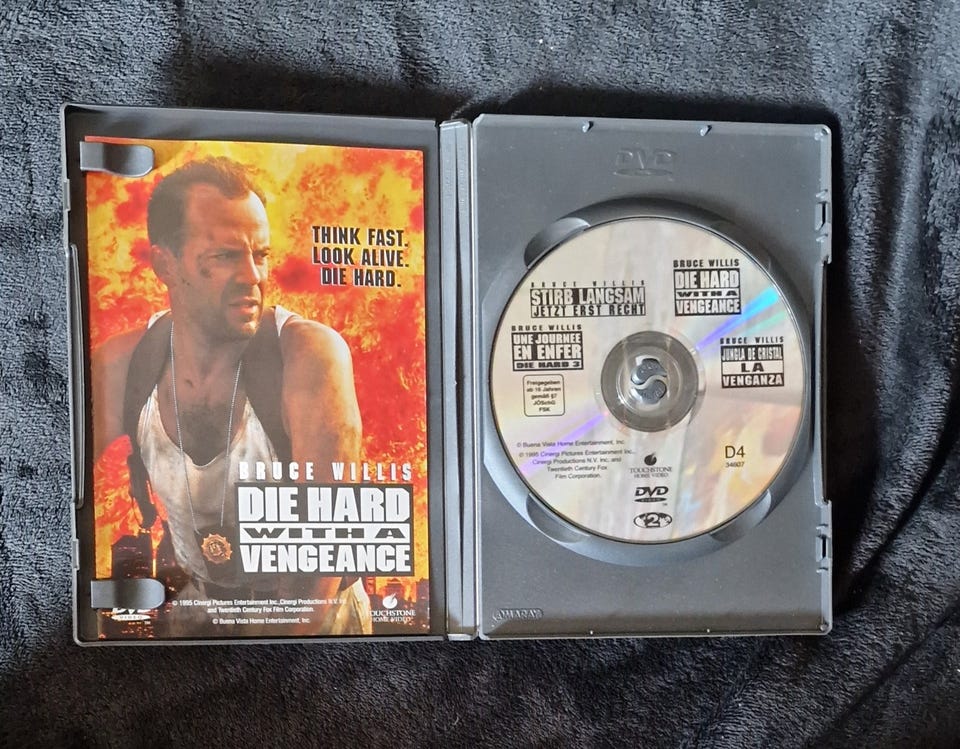 THINK FAST.
LOOK ALIVE.
DIE HARD.
BRUCE WILLIS
DIE HARD
WITH A
VENGEANCE
© 1995 Cinergi Pictures Entertainment Inc., Cinergi Productions N.V. Inc.
and Twentieth Century Fox Film Corporation.
© Buena Vista Home Entertainment, Inc.
DVD
VIDEO
TOUCHSTONE
HOME VIDEO
DVD
BRUCE WILLIS
STIRB LANGSAM
JETZT ERST RECHT
BRUCE WILLIS
DIE HARD
WITH A
VENGEANCE
BRUCE WILLIS
UNE JOURNÉE
EN ENFER
DIE HARD 3
BRUCE WILLIS
JUNGLA DE CRISTAL
LA
VENGANZA
Freigegeben
ab 16 Jahren
gemäß §7
JÖSchG
FSK
© Buena Vista Home Entertainment, Inc.
© 1995 Cinergi Pictures Entertainment Inc.,
Cinergi Productions N.V. Inc. and
Twentieth Century Fox
Film Corporation.
TOUCHSTONE
HOME VIDEO
DVD
2
D4
34607
AMARAY